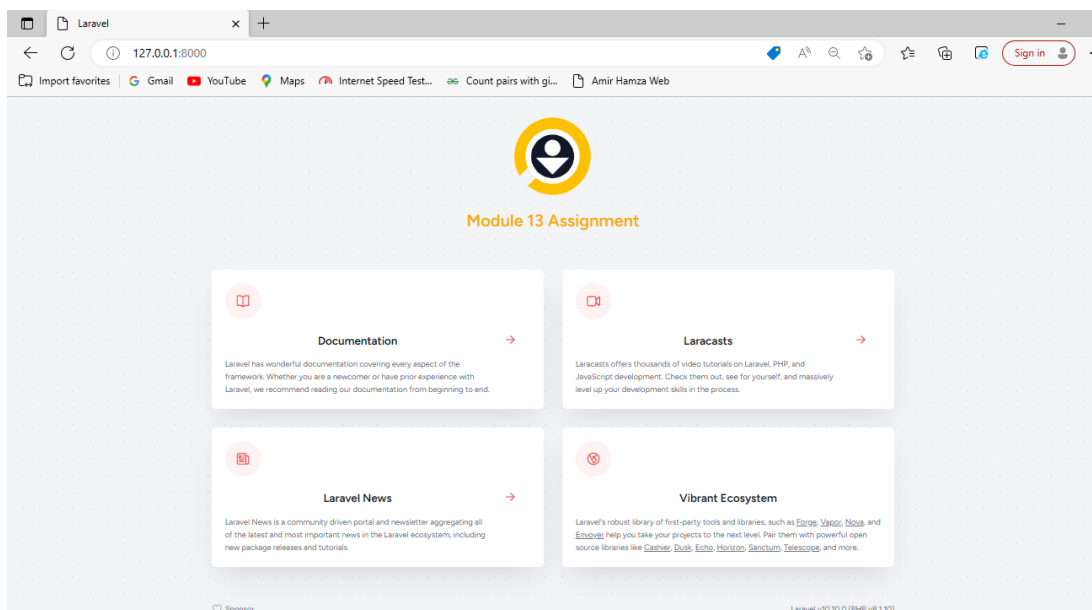 Laravel
127.0.0.1:8000
Sign in
Import favorites
Gmail
YouTube
Maps
Internet Speed Test...
Count pairs with gi...
Amir Hamza Web
Module 13 Assignment
Documentation
Laravel has wonderful documentation covering every aspect of the
framework. Whether you are a newcomer or have prior experience with
Laravel, we recommend reading our documentation from beginning to end.
Laracasts
Laracasts offers thousands of video tutorials on Laravel, PHP, and
JavaScript development. Check them out, see for yourself, and massively
level up your development skills in the process.
Laravel News
Laravel News is a community driven portal and newsletter aggregating all
of the latest and most important news in the Laravel ecosystem, including
new package releases and tutorials.
Vibrant Ecosystem
Laravel's robust library of first-party tools and libraries, such as Forge, Vapor, Nova, and
Envoyer help you take your projects to the next level. Pair them with powerful open
source libraries like Cashier, Dusk, Echo, Horizon, Sanctum, Telescope, and more.
Sponsor
Laravel v10.10.0 (PHP v8.1.10)